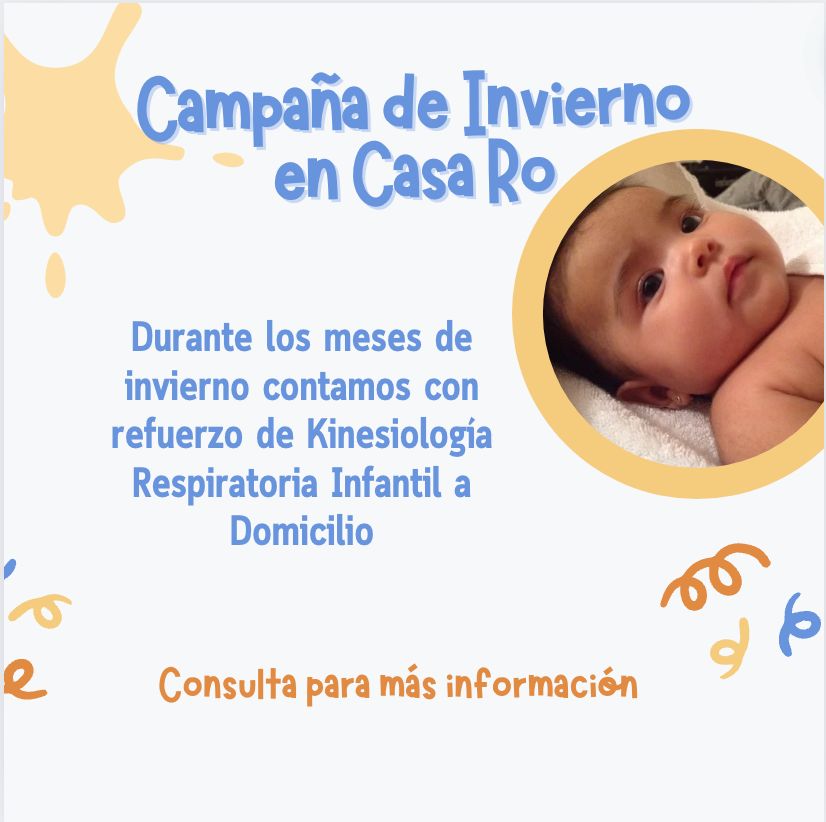 Campaña de Invierno
en Casa Ro
Durante los meses de
invierno contamos con
refuerzo de Kinesiología
Respiratoria Infantil a
Domicilio
Consulta para más información